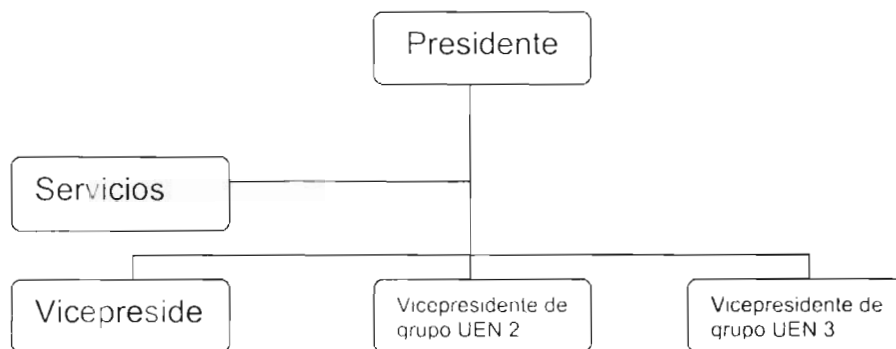 Presidente
Servicios
Vicepreside
Vicepresidente de
grupo UEN 2
Vicepresidente de
grupo UEN 3